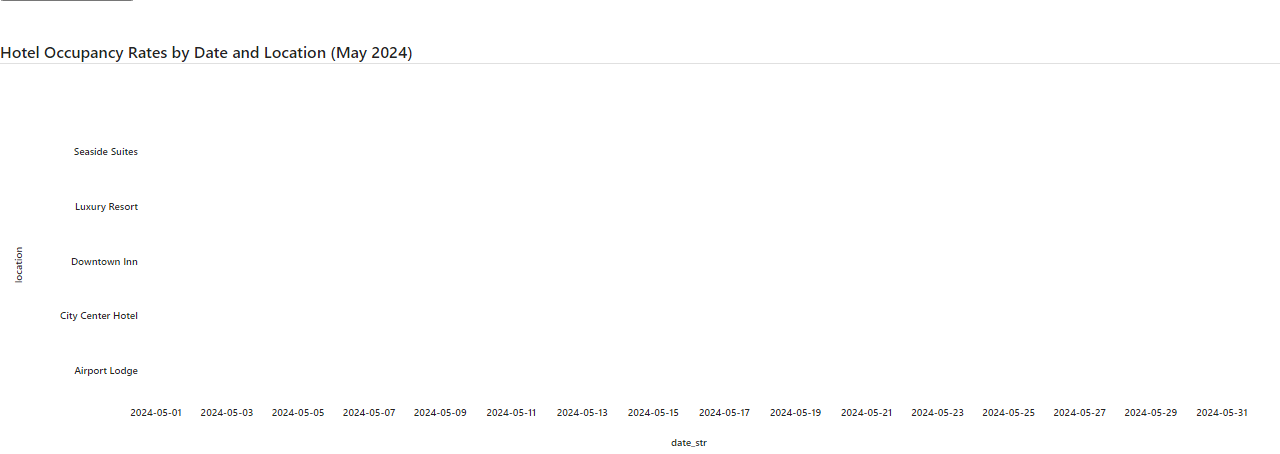 Hotel Occupancy Rates by Date and Location (May 2024)
Seaside Suites
Luxury Resort
Downtown Inn
City Center Hotel
Airport Lodge
location
2024-05-01 2024-05-03 2024-05-05 2024-05-07 2024-05-09 2024-05-11 2024-05-13 2024-05-15 2024-05-17 2024-05-19 2024-05-21 2024-05-23 2024-05-25 2024-05-27 2024-05-29 2024-05-31
date_str